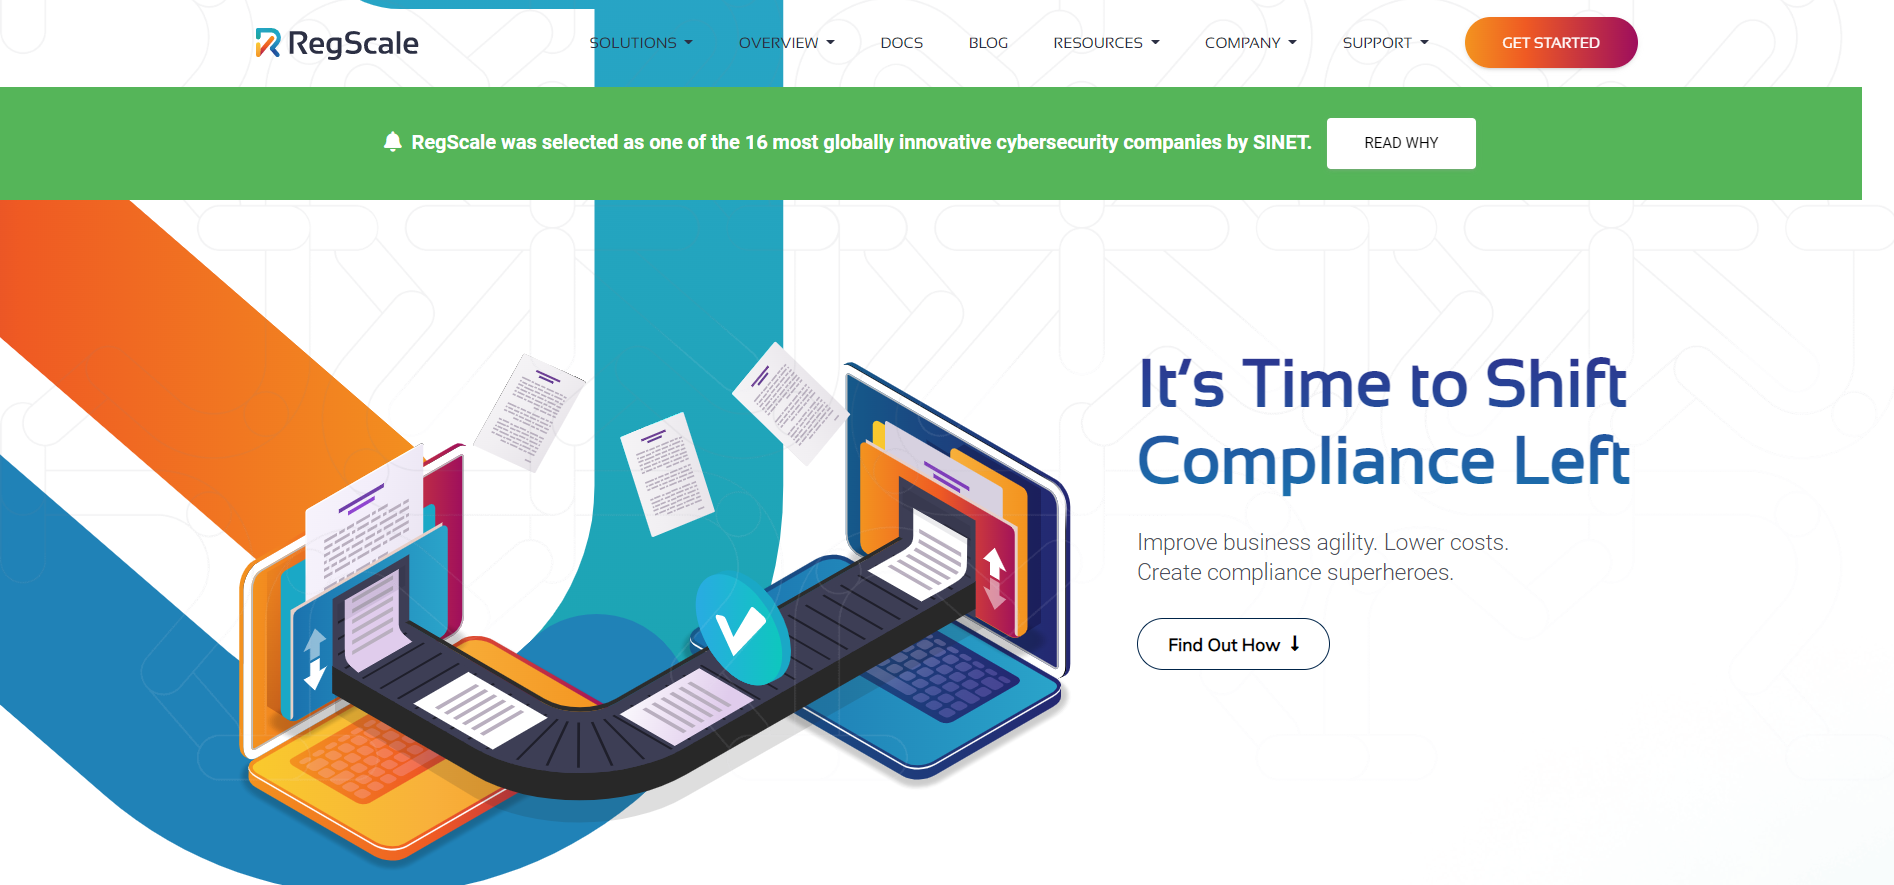 RegScale
SOLUTIONS
OVERVIEW
DOCS
BLOG
RESOURCES
COMPANY
SUPPORT
GET STARTED
RegScale was selected as one of the 16 most globally innovative cybersecurity companies by SINET.
READ WHY
It's Time to Shift
Compliance Left
Improve business agility. Lower costs.
Create compliance superheroes.
Find Out How